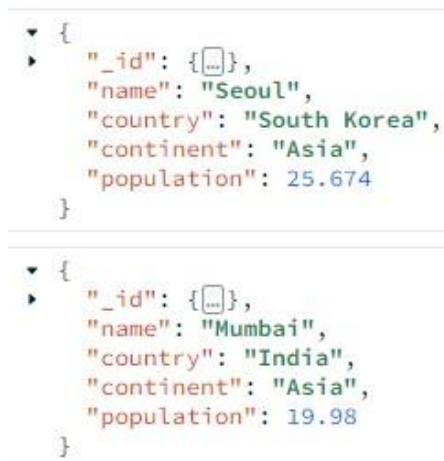 {
"_id": {…},
"name": "Seoul",
"country": "South Korea",
"continent": "Asia",
"population": 25.674
}
{
"_id": {…},
"name": "Mumbai",
"country": "India",
"continent": "Asia",
"population": 19.98
}